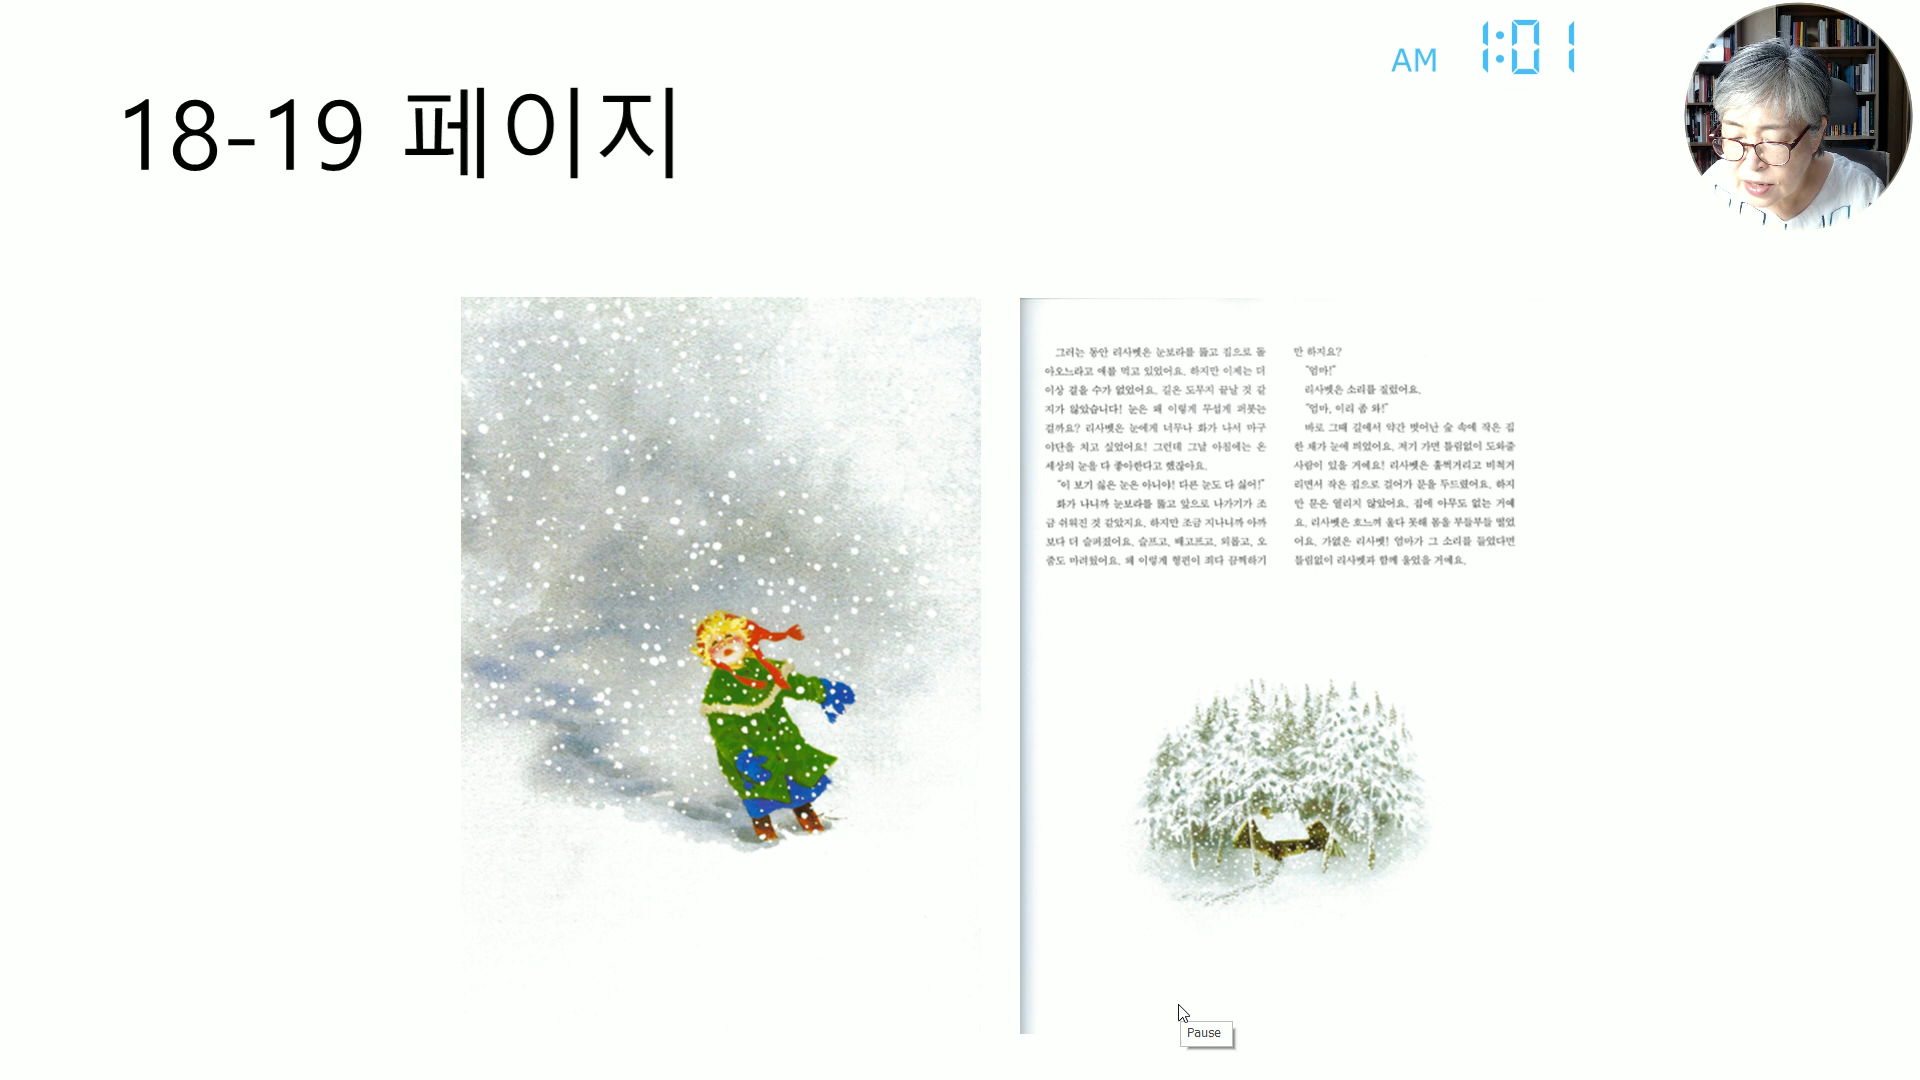 AM 1:01
18-19 페이지
그러는 동안 리사벳은 눈보라를 뚫고 집으로 돌
아오느라고 애를 먹고 있었어요. 하지만 이제는 더
이상 걸을 수가 없었어요. 길은 도무지 끝날 것 같
지가 않았습니다! 눈은 왜 이렇게 무섭게 퍼붓는
걸까요? 리사벳은 눈에게 너무나 화가 나서 마구
야단을 치고 싶었어요! 그런데 그날 아침에는 온
세상의 눈을 다 좋아한다고 했잖아요.
"이 보기 싫은 눈은 아니야! 다른 눈도 다 싫어!"
화가 나니까 눈보라를 뚫고 앞으로 나가기가 조
금 쉬워진 것 같았지요. 하지만 조금 지나니까 아까
보다 더 슬퍼졌어요. 슬프고, 배고프고, 외롭고, 오
줌도 마려웠어요. 왜 이렇게 형편이 죄다 끔찍하기
만 하지요?
"엄마!"
리사벳은 소리를 질렀어요.
"엄마, 이리 좀 와!"
바로 그때 길에서 약간 벗어난 숲 속에 작은 집
한 채가 눈에 띄었어요. 저기 가면 틀림없이 도와줄
사람이 있을 거예요! 리사벳은 훌쩍거리고 비척거
리면서 작은 집으로 걸어가 문을 두드렸어요. 하지
만 문은 열리지 않았어요. 집에 아무도 없는 거예
요. 리사벳은 흐느껴 울다 못해 몸을 부들부들 떨었
어요. 가엾은 리사벳! 엄마가 그 소리를 들었다면
틀림없이 리사벳과 함께 울었을 거예요.
Pause